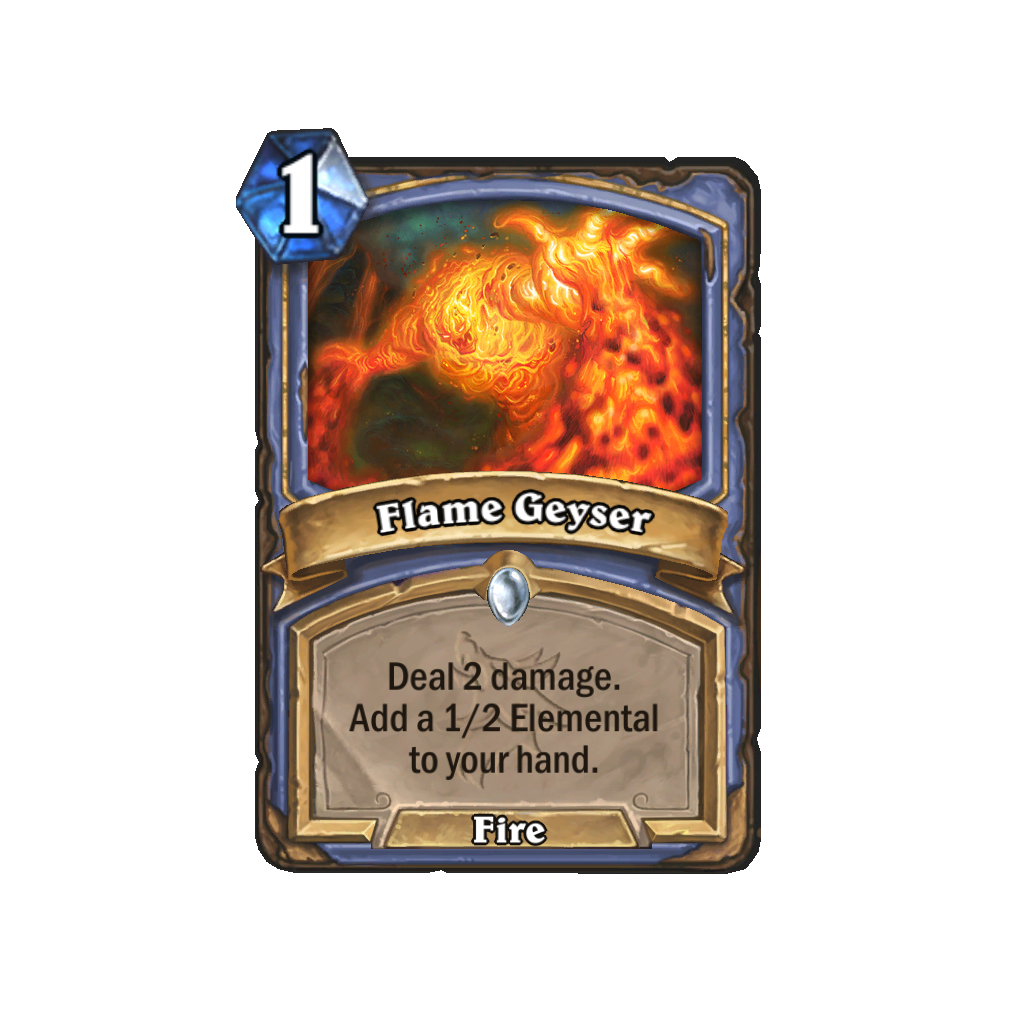 1
Flame Geyser
Deal 2 damage.
Add a 1/2 Elemental
to your hand.
Fire